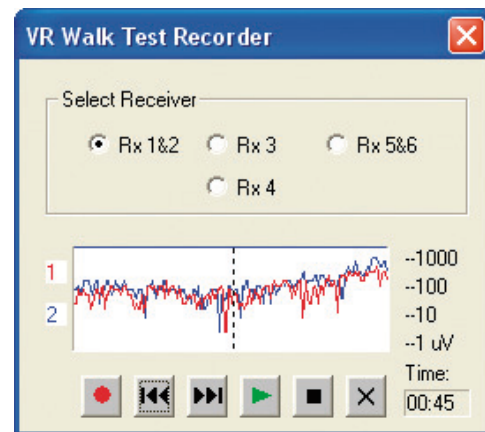 VR Walk Test Recorder
Select Receiver
Rx 1&2 Rx 3 Rx 5&6
Rx 4
1
2
--1000
--100
--10
--1 uV
Time:
00:45